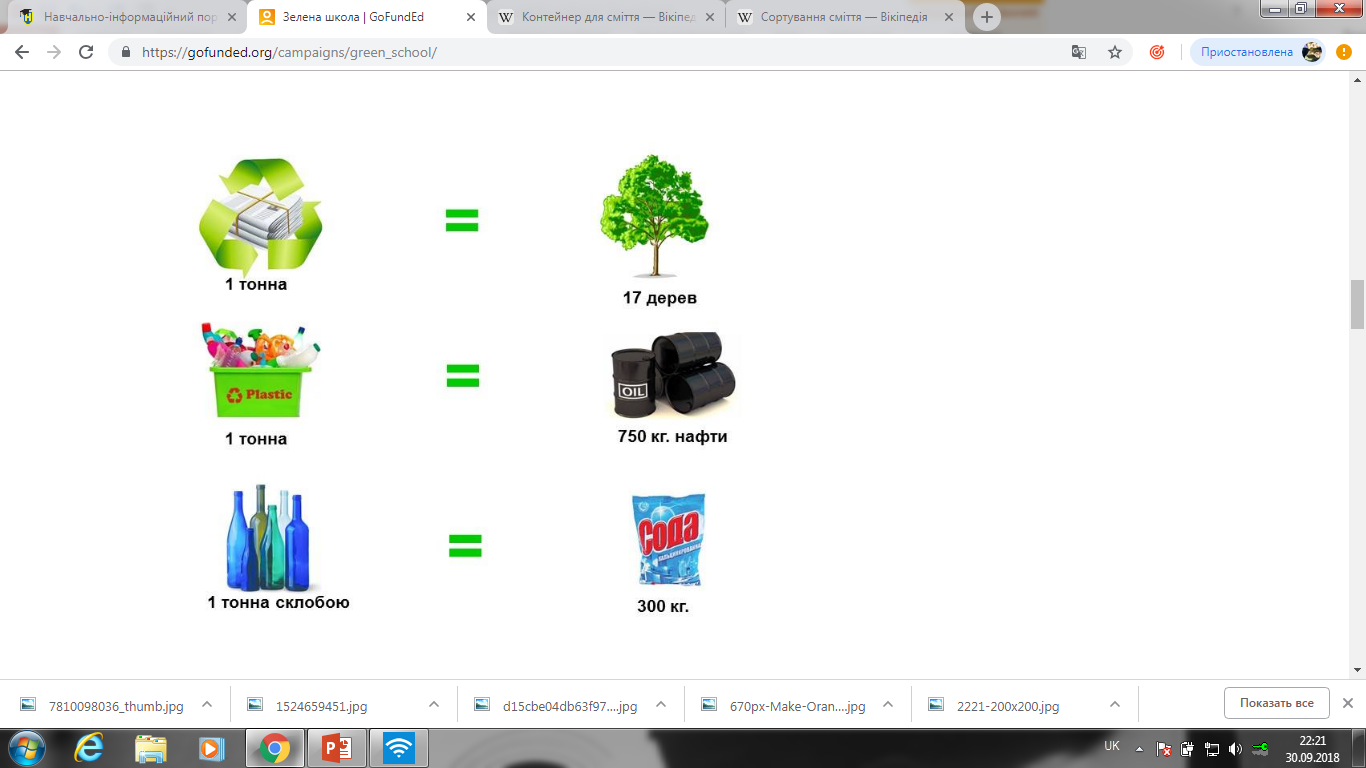 Навчально-інформаційний пор
Зелена школа | GoFundEd
Контейнер для сміття — Вікіпед
Сортування сміття — Вікіпедія
https://gofunded.org/campaigns/green_school/
Приостановлена
1 тонна
17 дерев
Plastic
OIL
1 тонна
750 кг. нафти
Сода
кальцинированная
1 тонна склобою
300 кг.
7810098036_thumb.jpg
1524659451.jpg
d15cbe04db63f97....jpg
670px-Make-Oran....jpg
2221-200x200.jpg
Показать все
UK
22:21
30.09.2018